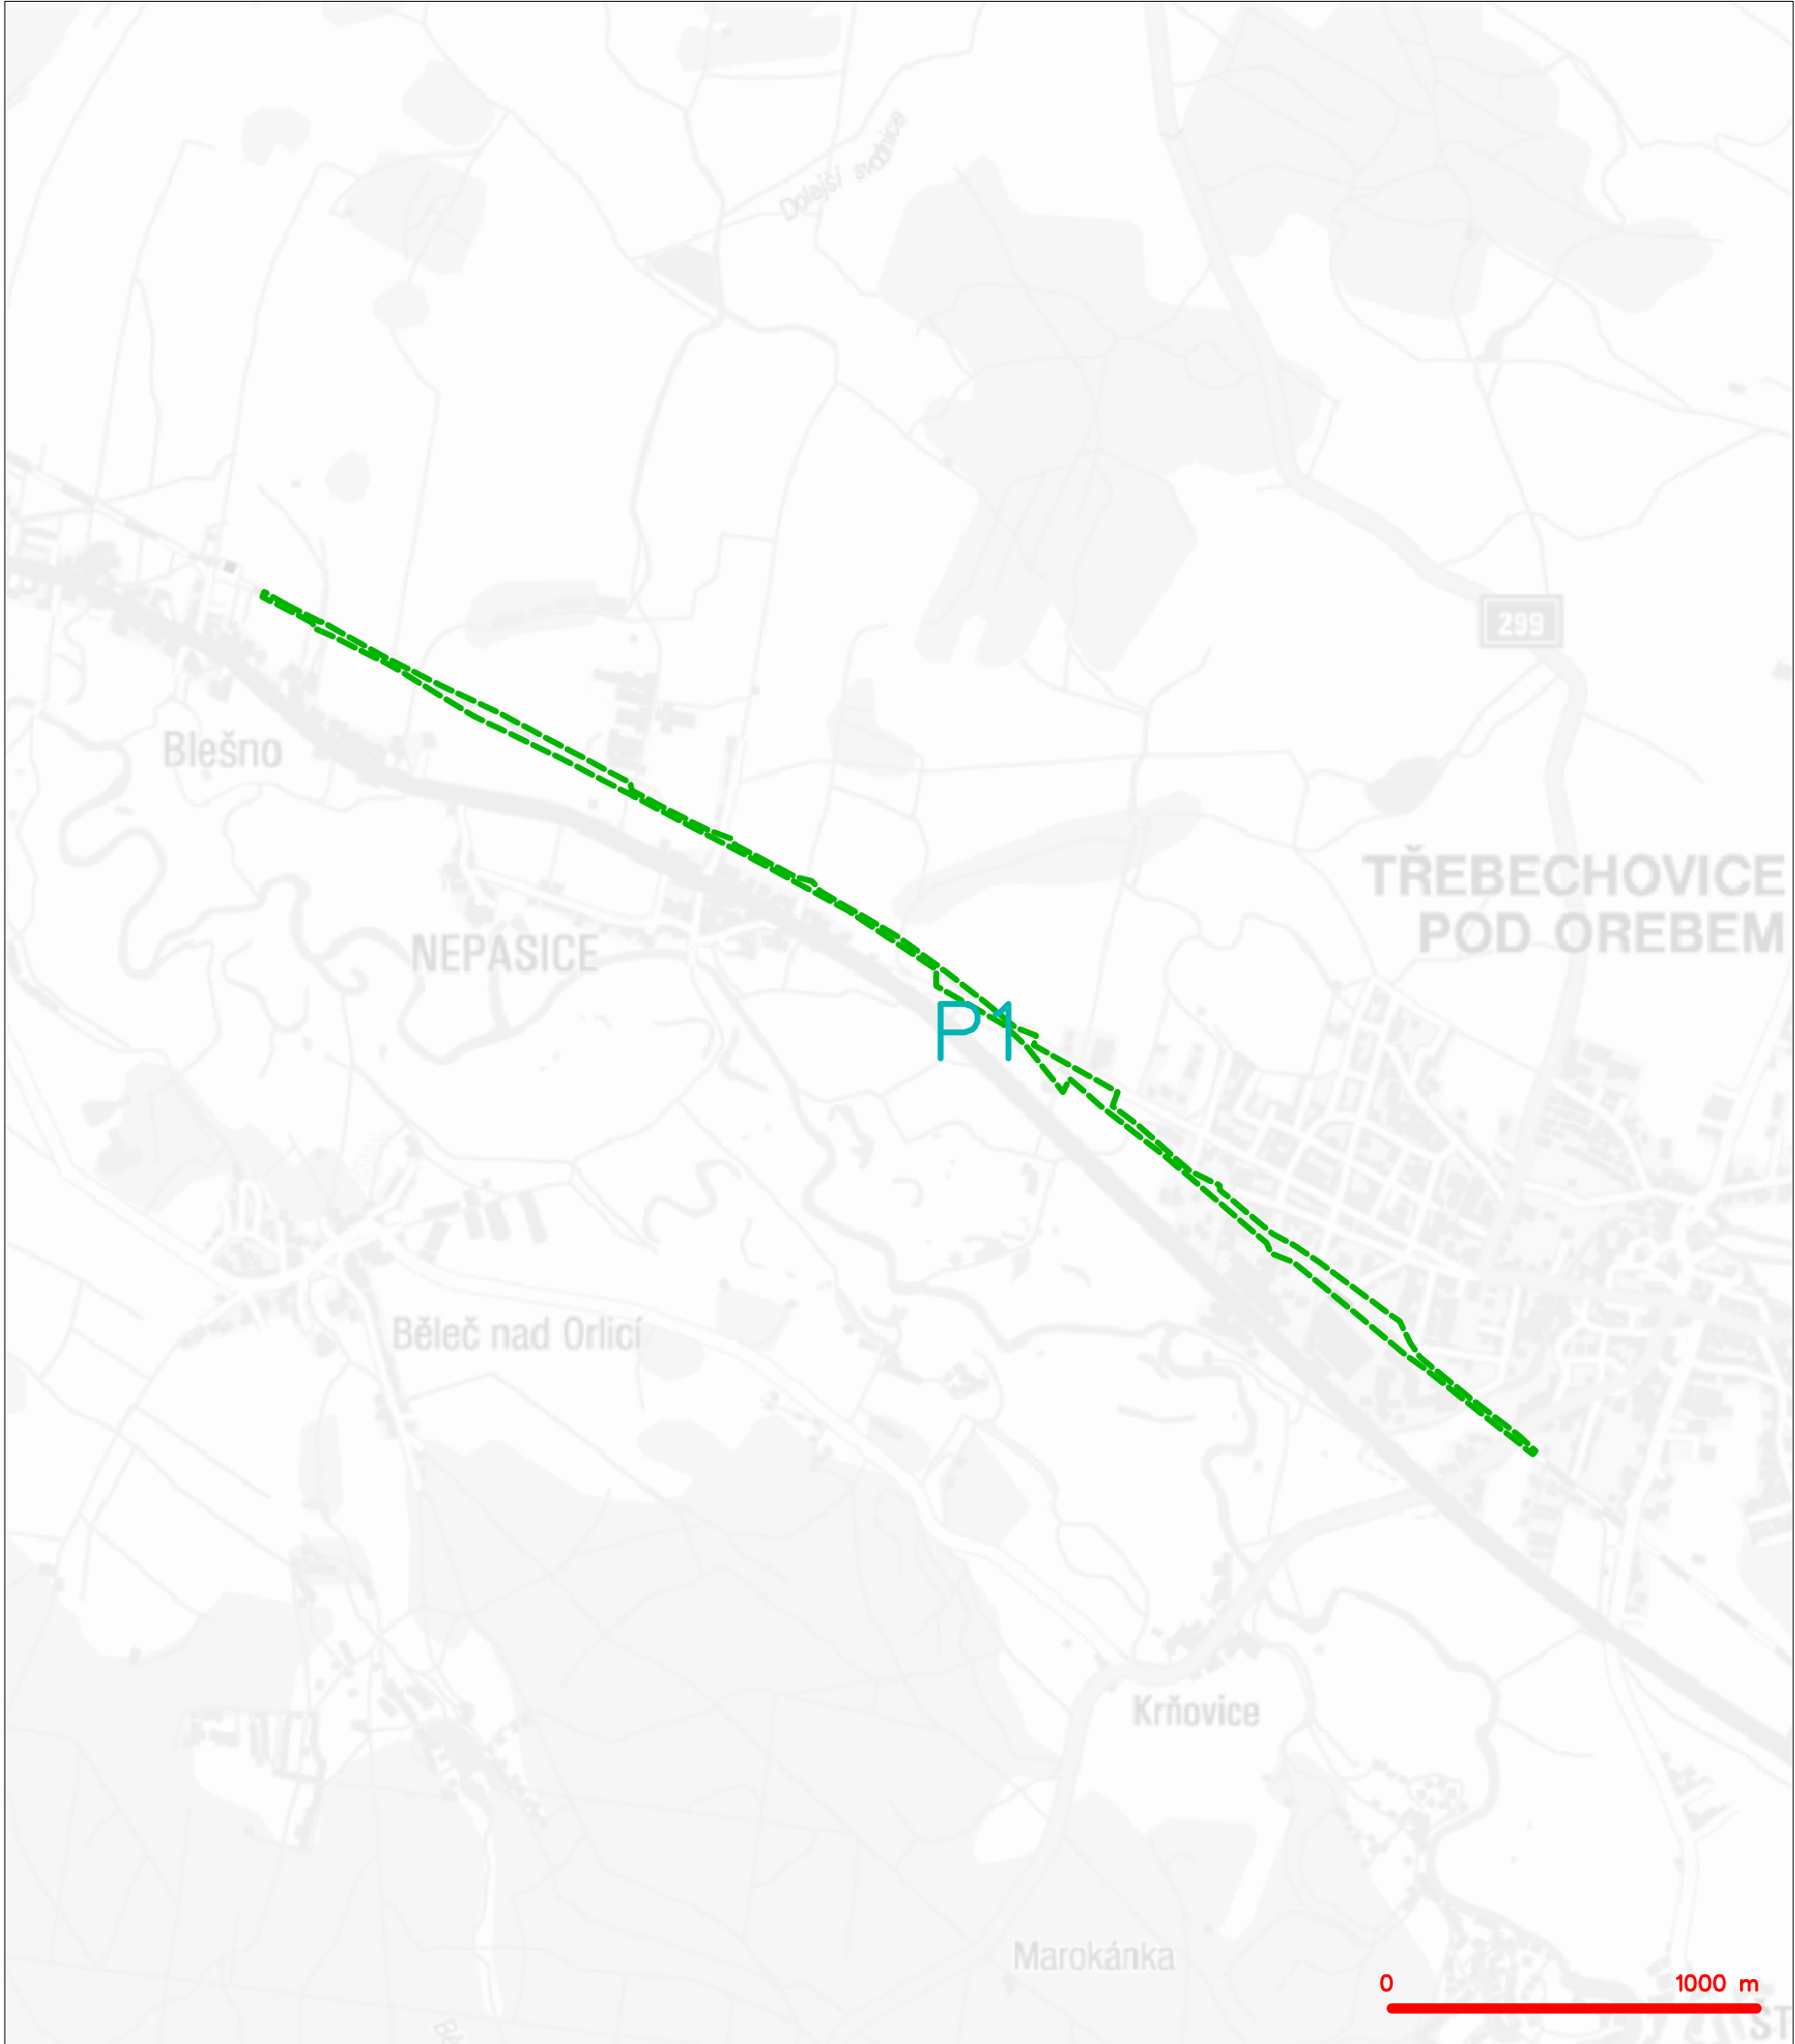 Dolejší svodnice
299
Blešno
TŘEBECHOVICE
POD OREBEM
NEPASICE
P1
Běleč nad Orlicí
Krňovice
Marokánka
0 1000 m